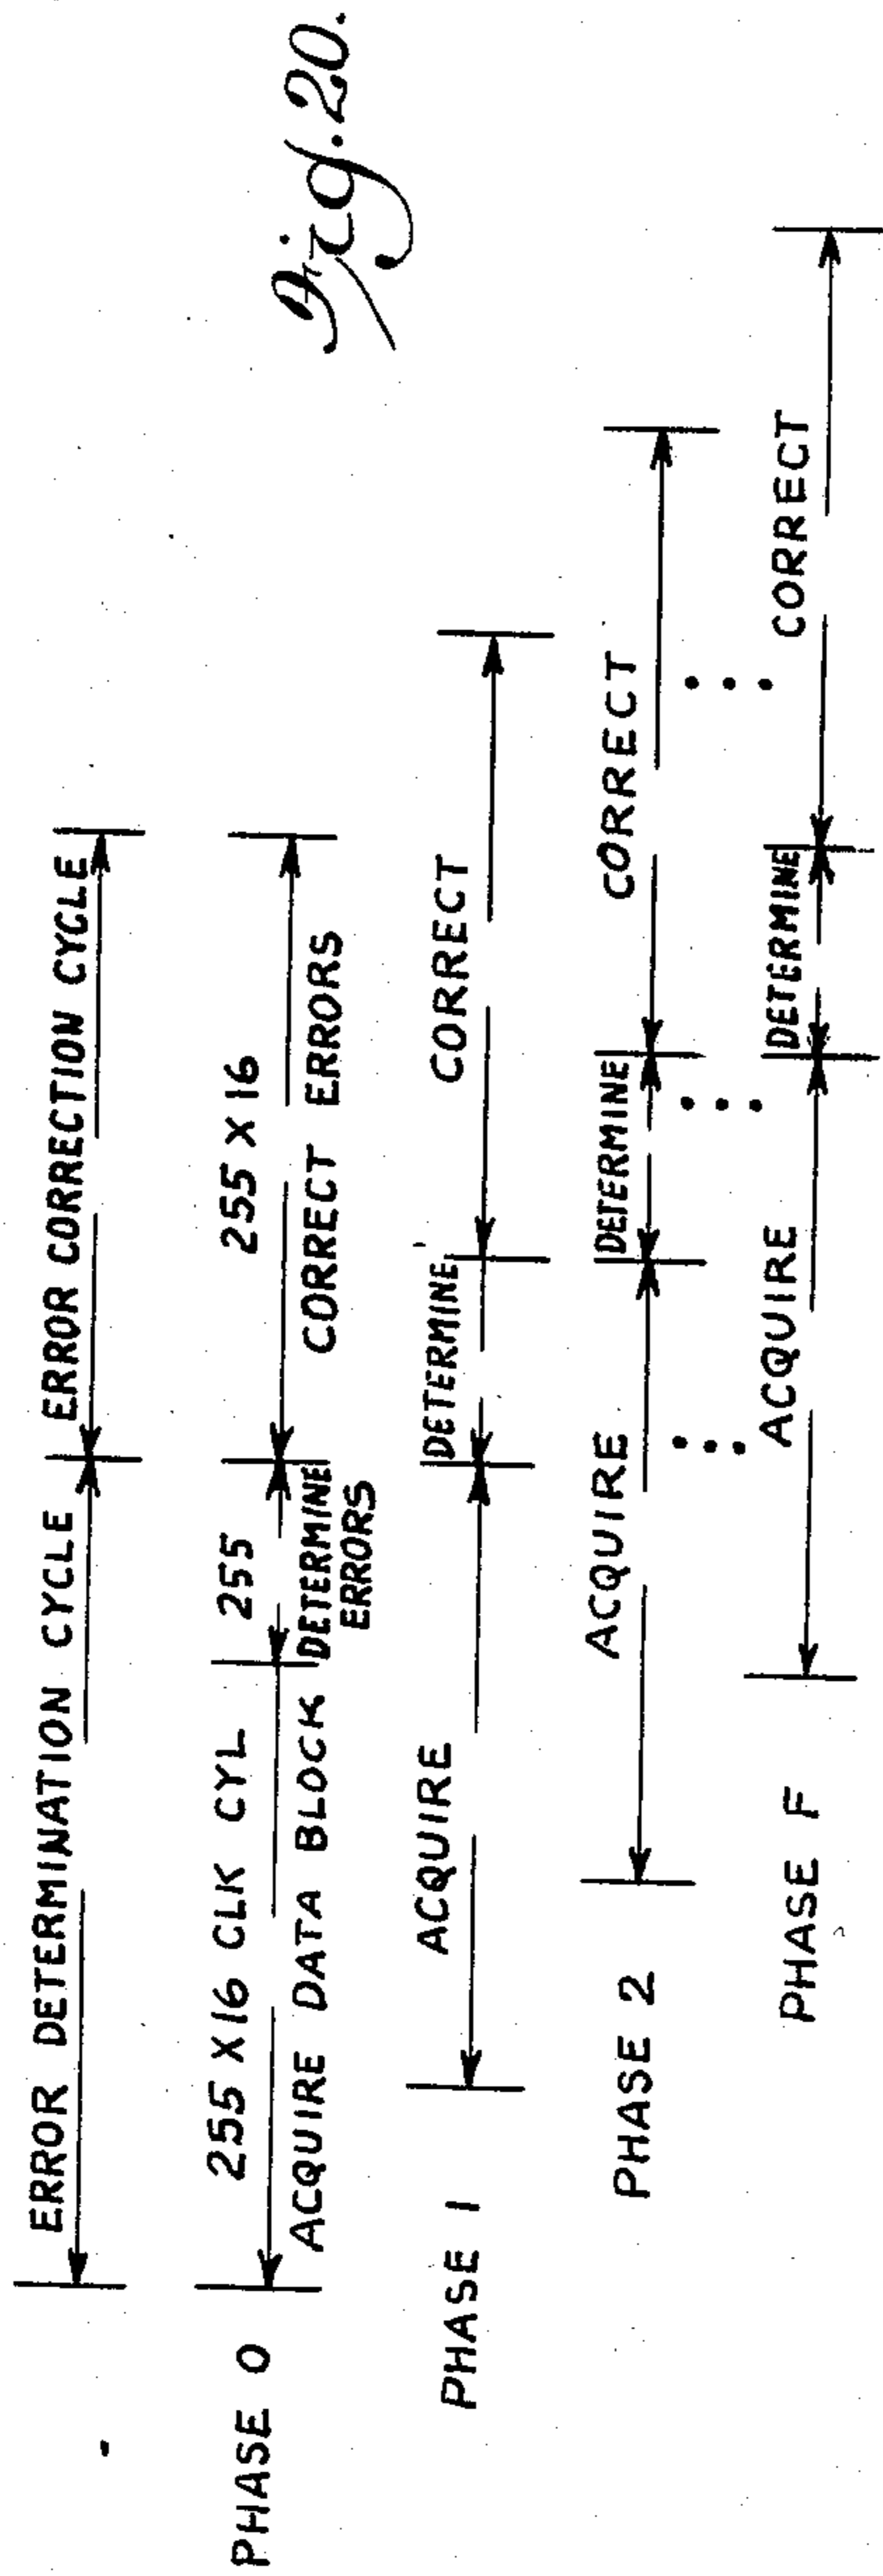 ERROR DETERMINATION CYCLE ERROR CORRECTION CYCLE
PHASE 0
255 X 16 CLK CYL 255 255 X 16
ACQUIRE DATA BLOCK DETERMINE ERRORS CORRECT ERRORS
PHASE 1 ACQUIRE DETERMINE CORRECT
PHASE 2 ACQUIRE DETERMINE CORRECT
PHASE F ACQUIRE DETERMINE CORRECT
Fig. 20.